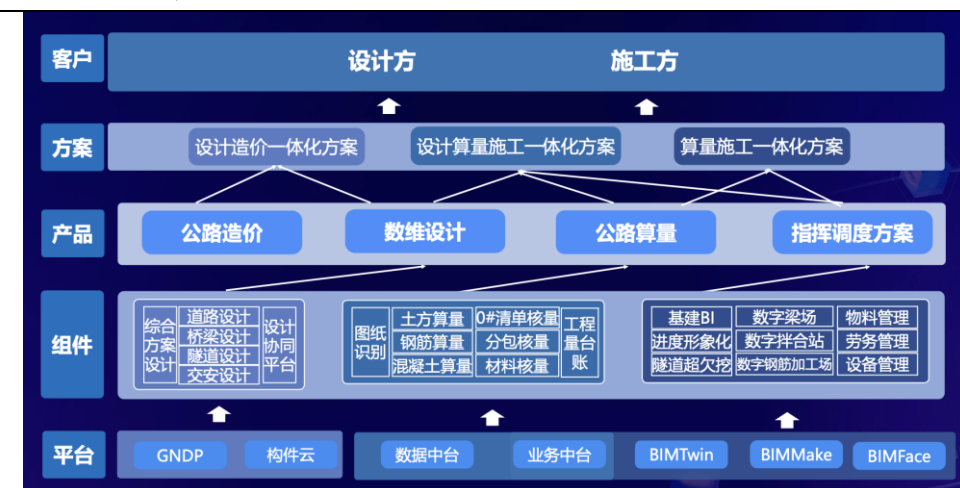 客户
设计方
施工方
方案
设计造价一体化方案
设计算量施工一体化方案
算量施工一体化方案
产品
公路造价
数维设计
公路算量
指挥调度方案
组件
综合方案设计
道路设计
桥梁设计
隧道设计
交安设计
设计协同平台
图纸识别
土方算量
钢筋算量
混凝土算量
0#清单核量
分包核量
材料核量
工程量台账
基建BI
数字梁场
物料管理
进度形象化
数字拌合站
劳务管理
隧道超欠挖
数字钢筋加工场
设备管理
平台
GNDP
构件云
数据中台
业务中台
BIMTwin
BIMMake
BIMFace